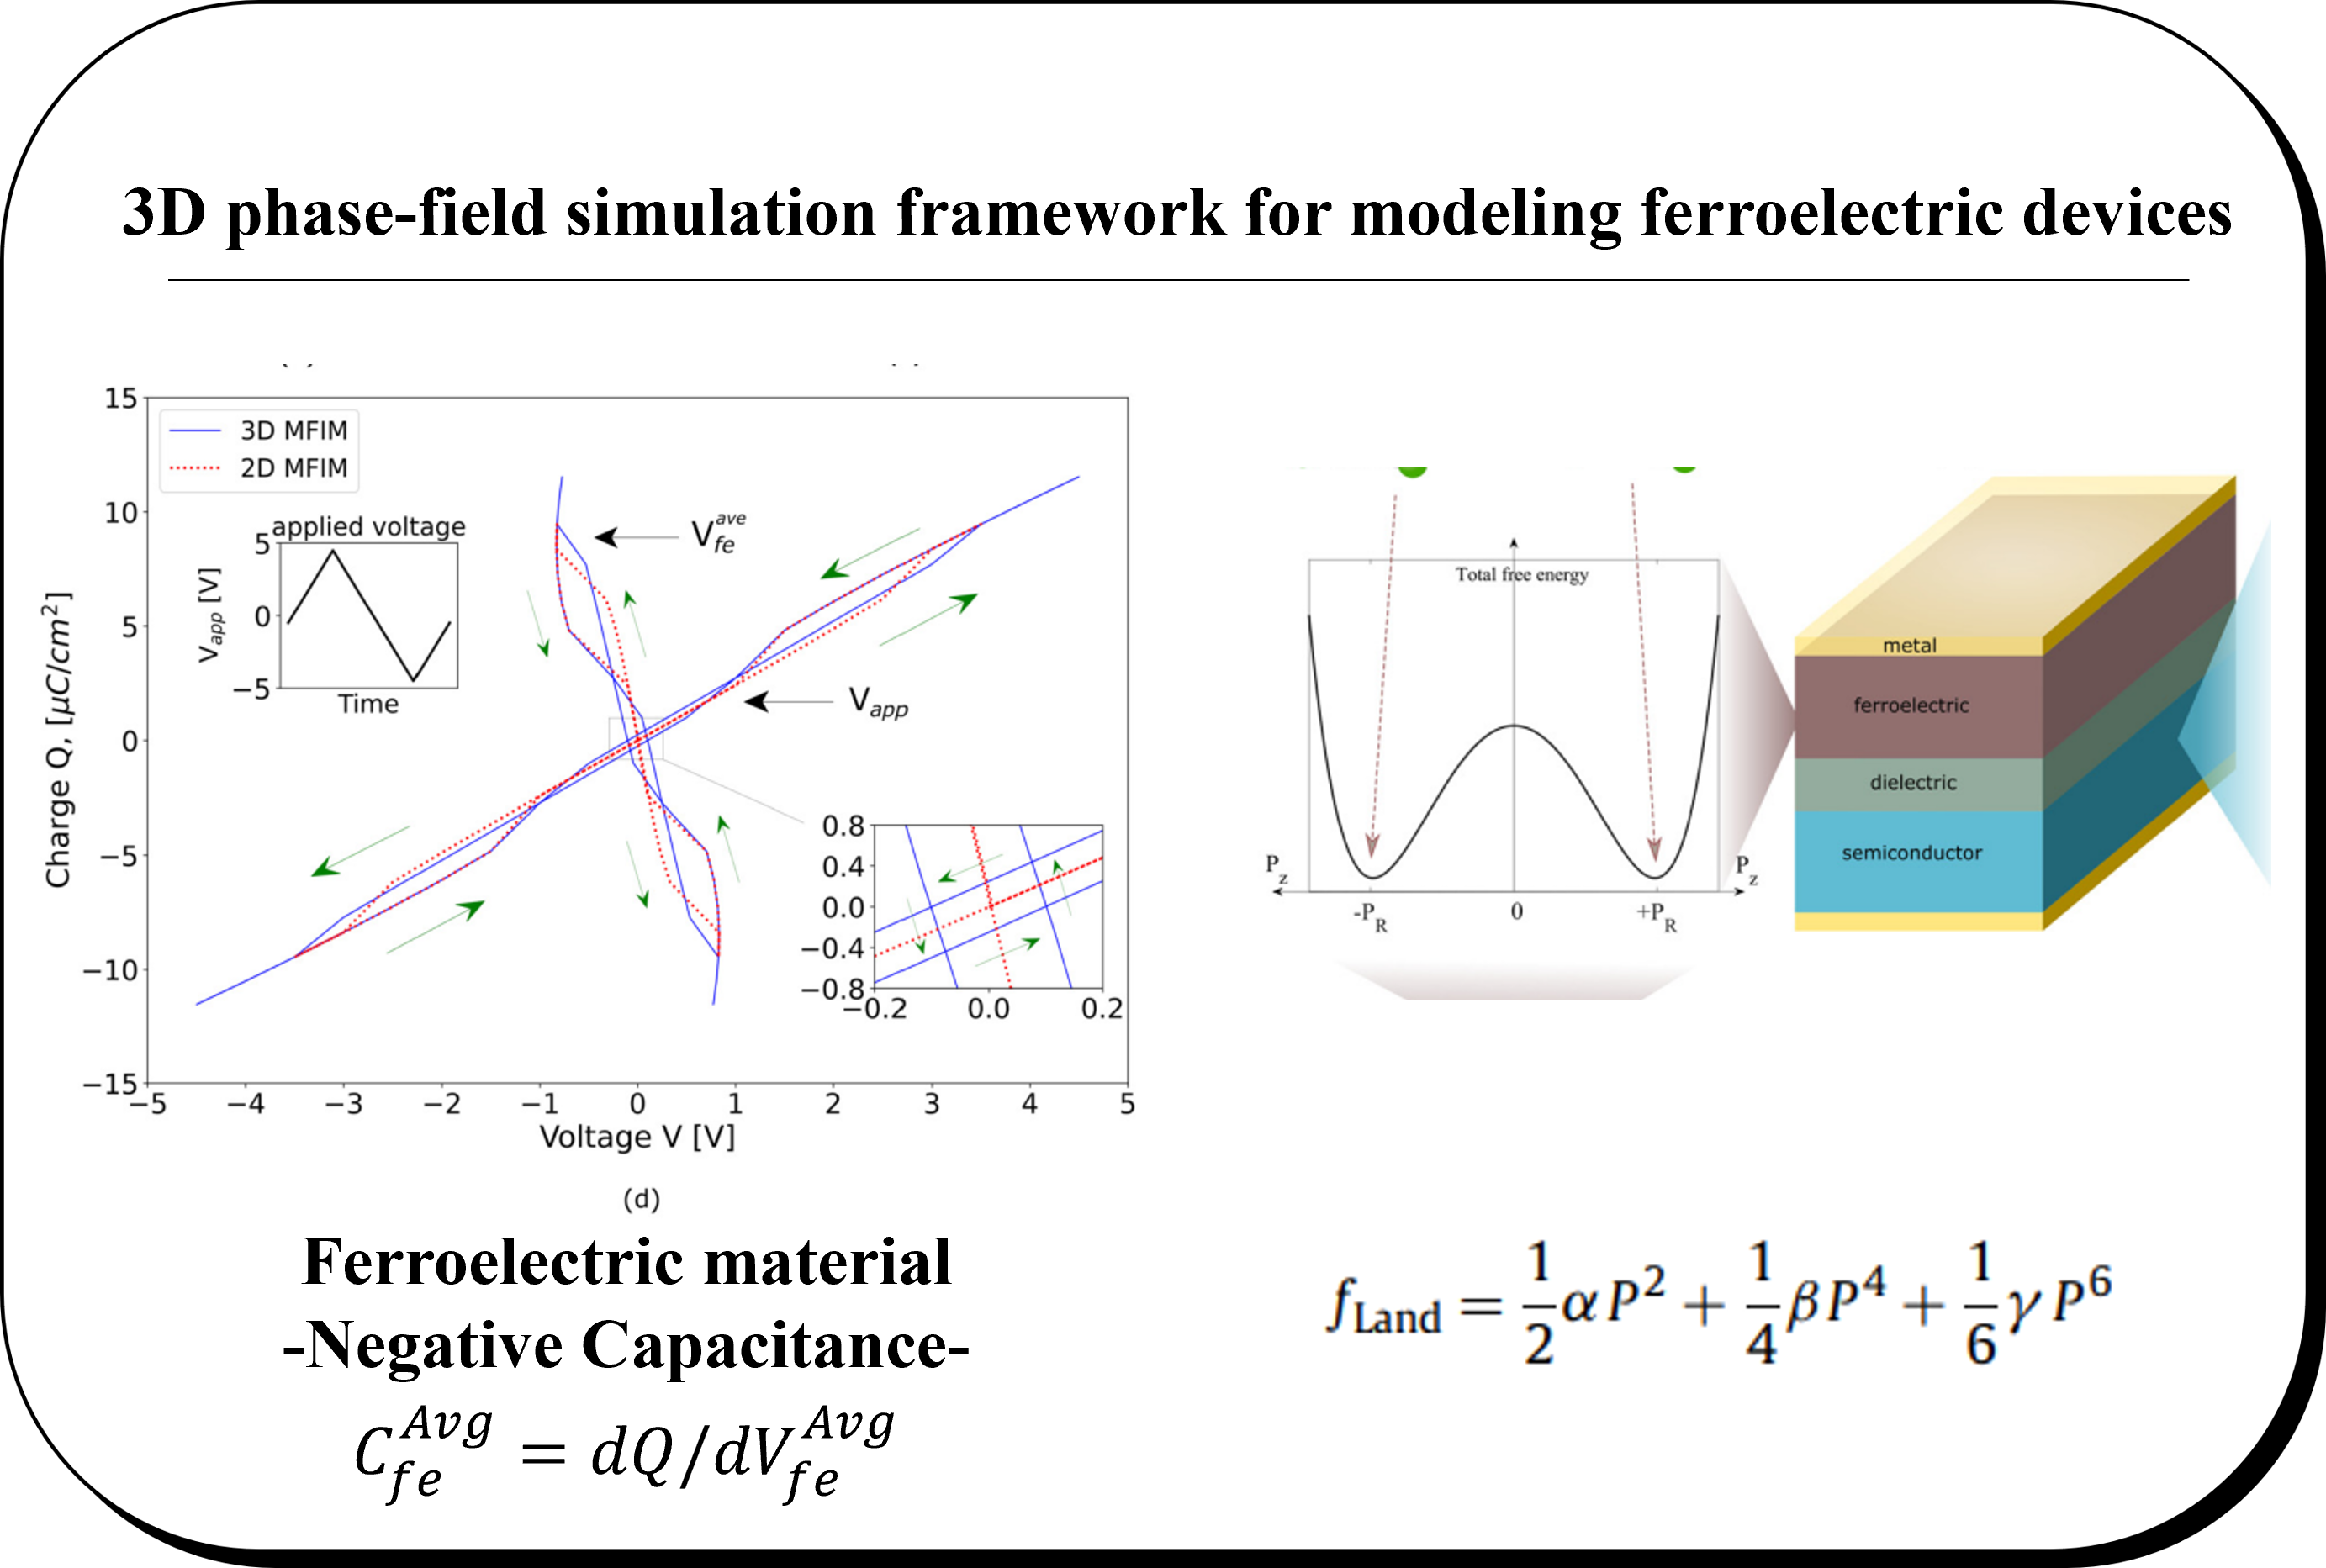 3D phase-field simulation framework for modeling ferroelectric devices
15
10
5
0
−5
−10
−15
Charge Q, [μC/cm²]
3D MFIM
2D MFIM
applied voltage
5
0
−5
V_app [V]
Time
V_fe^ave
V_app
0.8
0.4
0.0
−0.4
−0.8
−0.2 0.0 0.2
−5 −4 −3 −2 −1 0 1 2 3 4 5
Voltage V [V]
(d)
Total free energy
P_z
P_z
-P_R 0 +P_R
metal
ferroelectric
dielectric
semiconductor
Ferroelectric material
-Negative Capacitance-
C_fe^Avg = dQ/dV_fe^Avg
f_Land = 1/2 αP² + 1/4 βP⁴ + 1/6 γP⁶